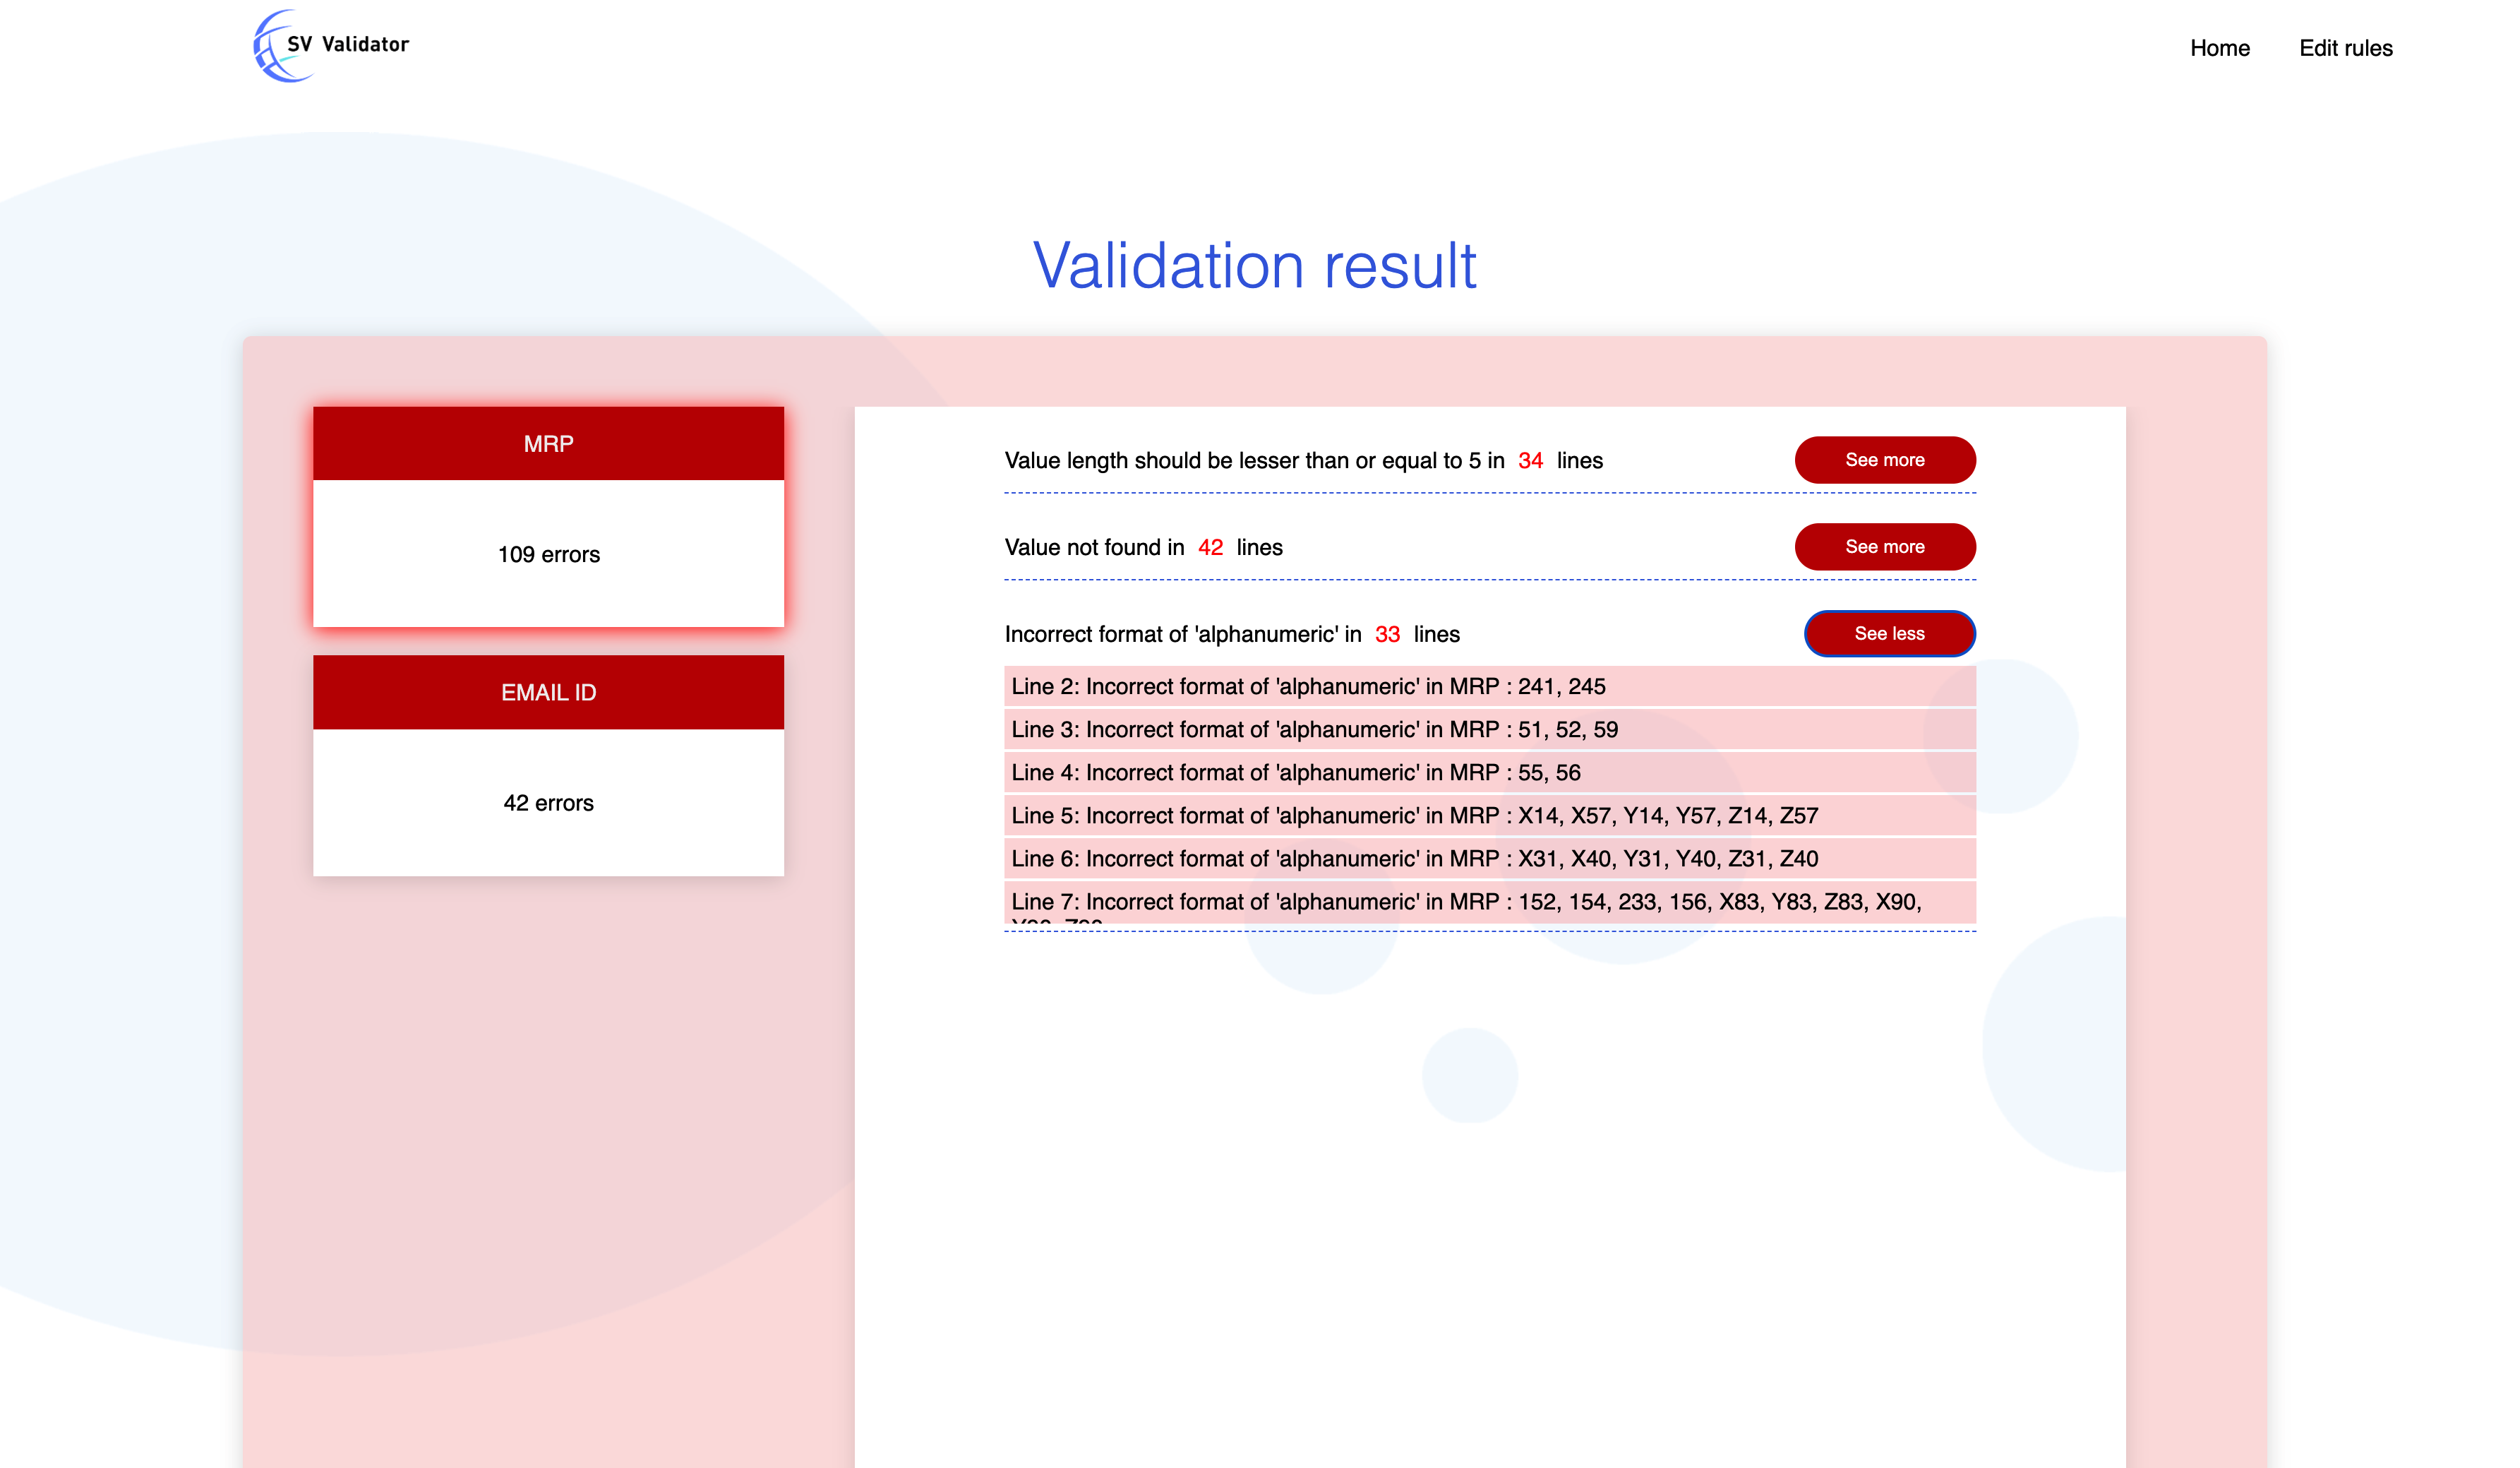 SV Validator
Home
Edit rules
Validation result
MRP
109 errors
EMAIL ID
42 errors
Value length should be lesser than or equal to 5 in 34 lines
See more
Value not found in 42 lines
See more
Incorrect format of 'alphanumeric' in 33 lines
See less
Line 2: Incorrect format of 'alphanumeric' in MRP : 241, 245
Line 3: Incorrect format of 'alphanumeric' in MRP : 51, 52, 59
Line 4: Incorrect format of 'alphanumeric' in MRP : 55, 56
Line 5: Incorrect format of 'alphanumeric' in MRP : X14, X57, Y14, Y57, Z14, Z57
Line 6: Incorrect format of 'alphanumeric' in MRP : X31, X40, Y31, Y40, Z31, Z40
Line 7: Incorrect format of 'alphanumeric' in MRP : 152, 154, 233, 156, X83, Y83, Z83, X90,